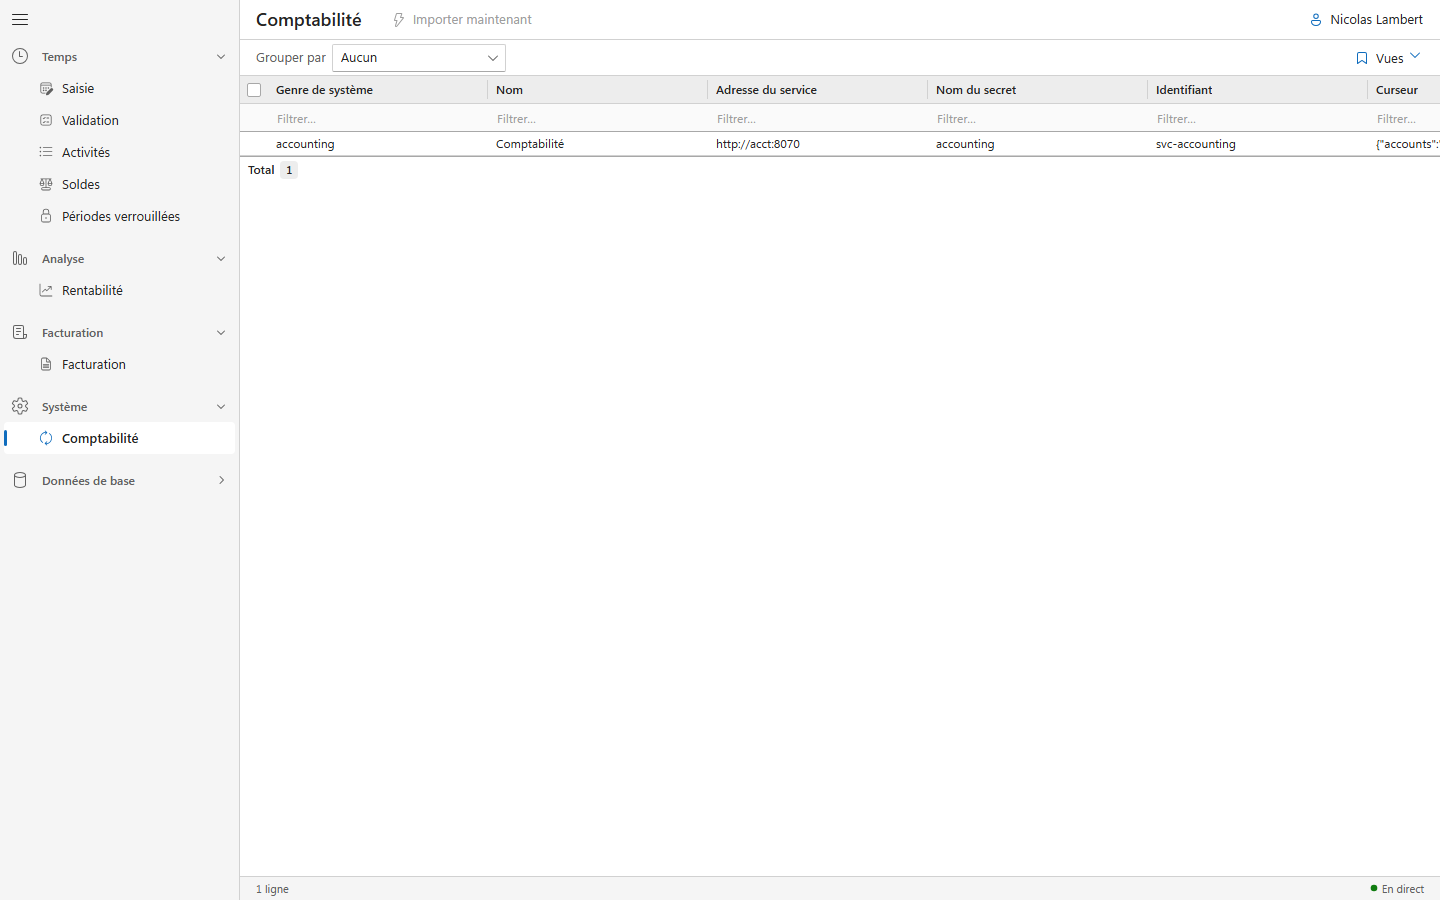 Comptabilité
Importer maintenant
Nicolas Lambert
Temps
Saisie
Validation
Activités
Soldes
Périodes verrouillées
Analyse
Rentabilité
Facturation
Facturation
Système
Comptabilité
Données de base
Grouper par
Aucun
Vues
Genre de système Nom Adresse du service Nom du secret Identifiant Curseur
Filtrer... Filtrer... Filtrer... Filtrer... Filtrer... Filtrer...
accounting Comptabilité http://acct:8070 accounting svc-accounting {"accounts":"
Total 1
1 ligne
En direct